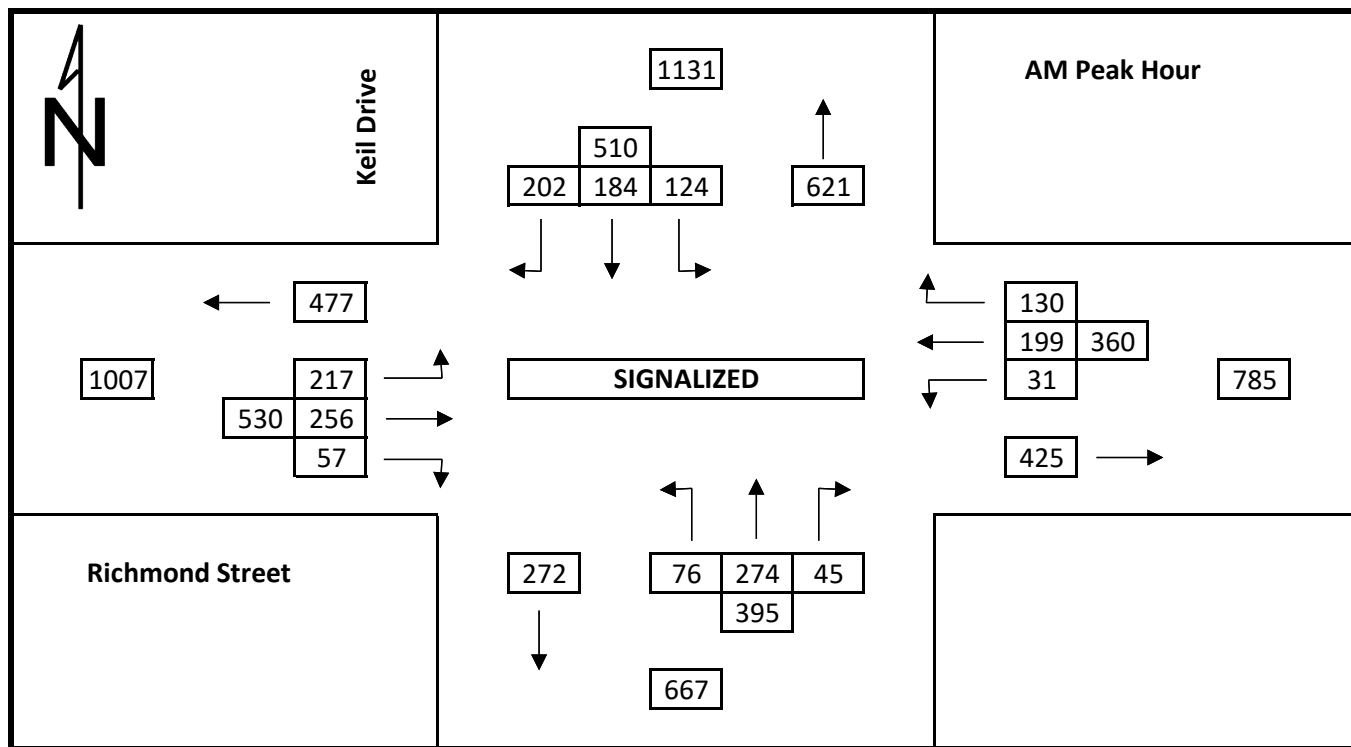 AM Peak Hour
1131
Keil Drive
N
510
202 184 124 621
477 130
199 360
1007 217 SIGNALIZED 31 785
530 256
57 425
Richmond Street 272 76 274 45
395
667